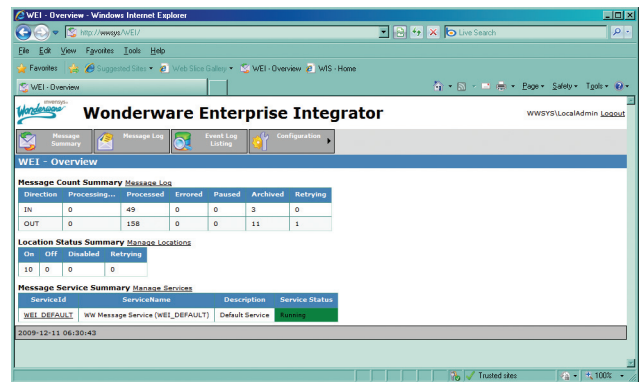 WEI - Overview - Windows Internet Explorer
http://wwsys/WEI/
Live Search
File Edit View Favorites Tools Help
Favorites Suggested Sites Web Slice Gallery WEI - Overview WIS - Home
WEI - Overview
Page Safety Tools
Wonderware
Wonderware Enterprise Integrator
WWSYS\LocalAdmin Logout
Message Summary Message Log Event Log Listing Configuration
WEI - Overview
Message Count Summary Message Log
Direction Processing... Processed Errored Paused Archived Retrying
IN 0 49 0 0 3 0
OUT 0 158 0 0 11 1
Location Status Summary Manage Locations
On Off Disabled Retrying
10 0 0 0
Message Service Summary Manage Services
ServiceId ServiceName Description Service Status
WEI_DEFAULT WW Message Service (WEI_DEFAULT) Default Service Running
2009-12-11 06:30:43
Trusted sites 100%